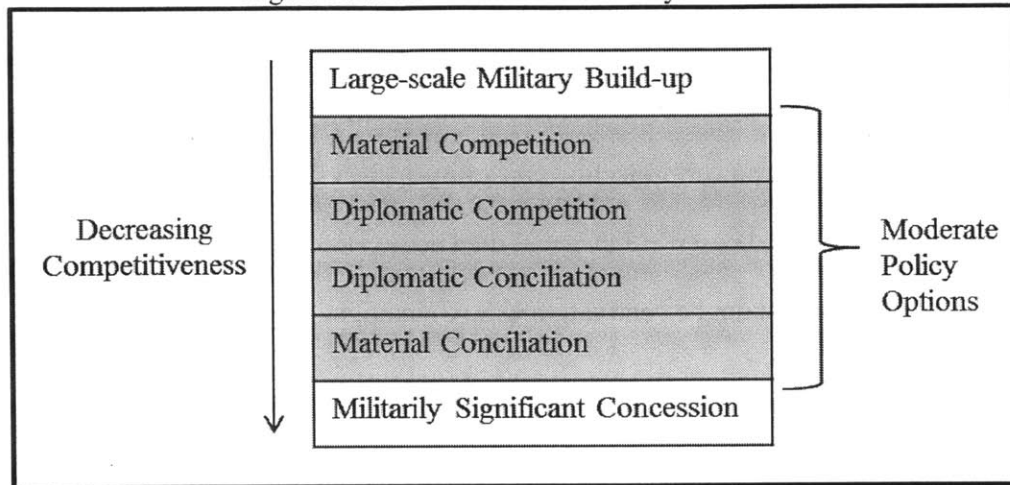 Large-scale Military Build-up
Material Competition
Diplomatic Competition
Diplomatic Conciliation
Material Conciliation
Militarily Significant Concession
Decreasing
Competitiveness
Moderate
Policy
Options